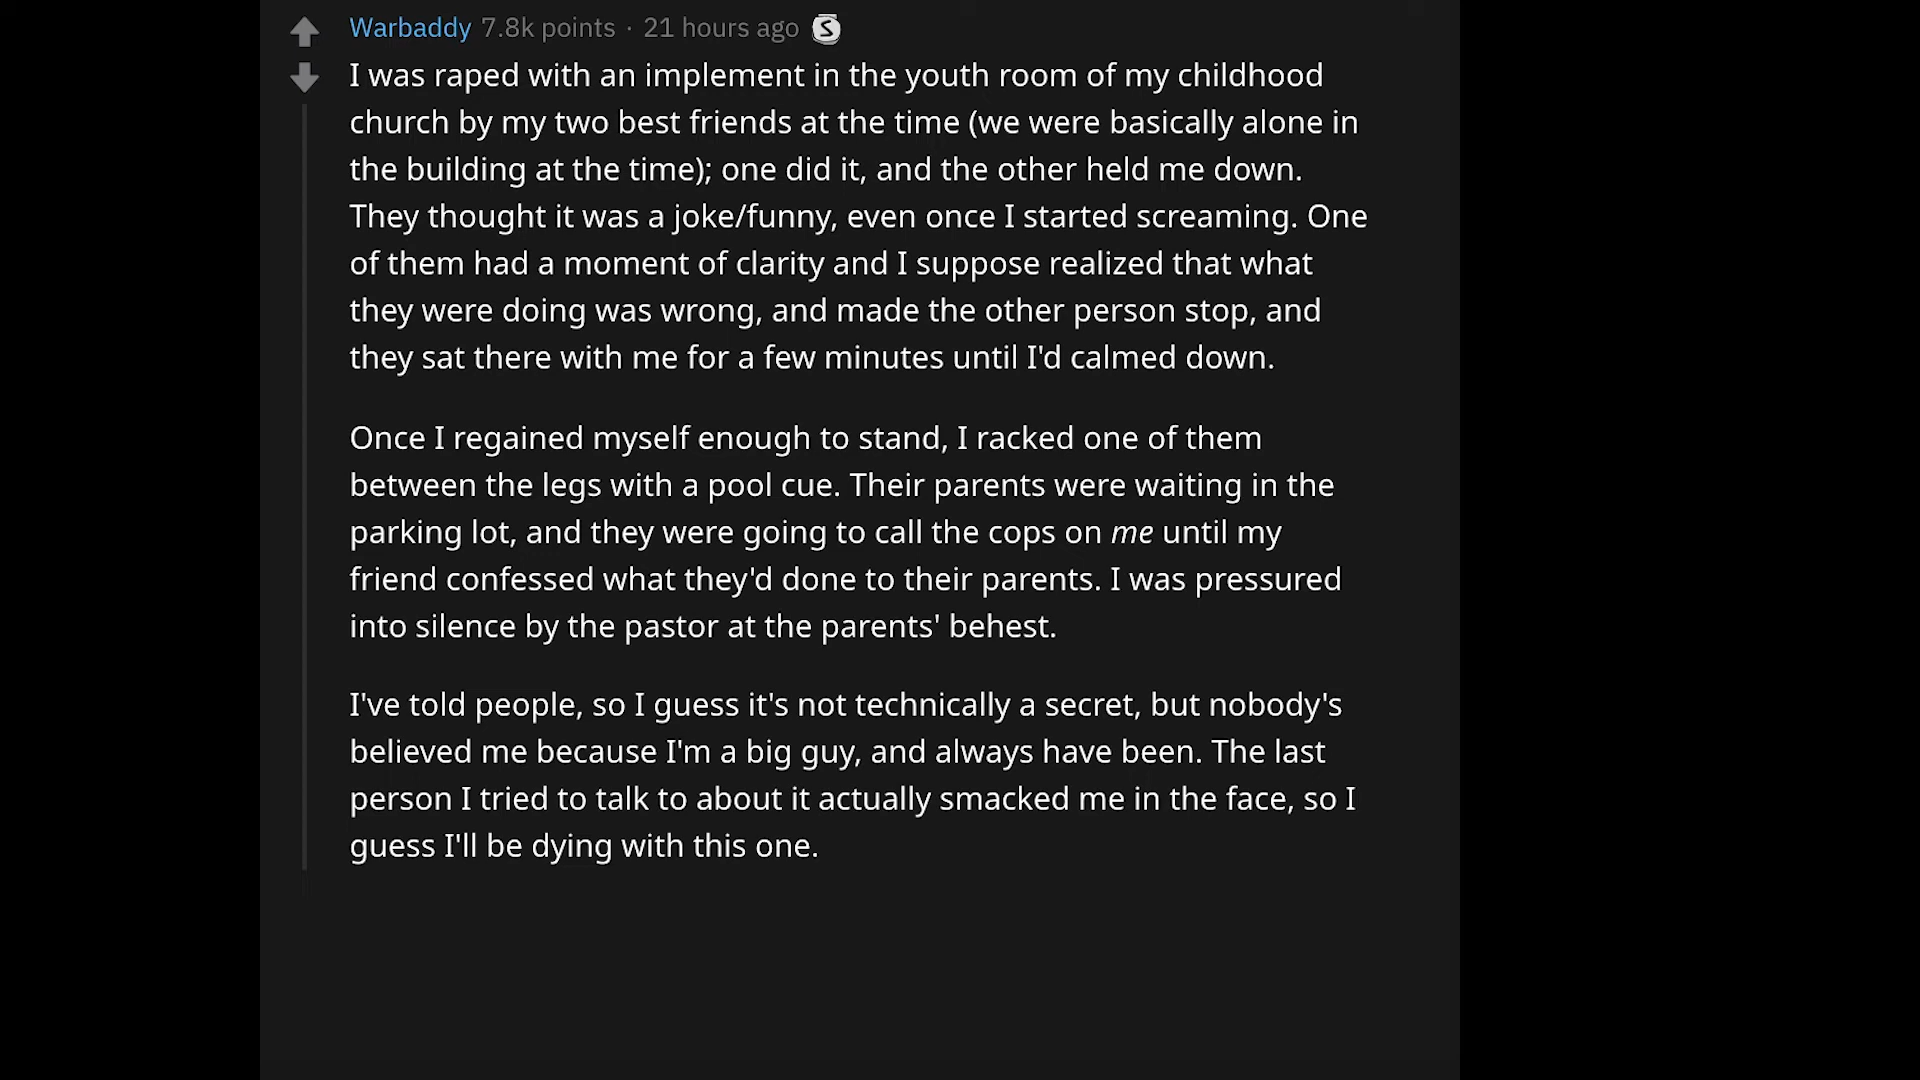 Warbaddy 7.8k points · 21 hours ago S
I was raped with an implement in the youth room of my childhood
church by my two best friends at the time (we were basically alone in
the building at the time); one did it, and the other held me down.
They thought it was a joke/funny, even once I started screaming. One
of them had a moment of clarity and I suppose realized that what
they were doing was wrong, and made the other person stop, and
they sat there with me for a few minutes until I'd calmed down.
Once I regained myself enough to stand, I racked one of them
between the legs with a pool cue. Their parents were waiting in the
parking lot, and they were going to call the cops on me until my
friend confessed what they'd done to their parents. I was pressured
into silence by the pastor at the parents' behest.
I've told people, so I guess it's not technically a secret, but nobody's
believed me because I'm a big guy, and always have been. The last
person I tried to talk to about it actually smacked me in the face, so I
guess I'll be dying with this one.